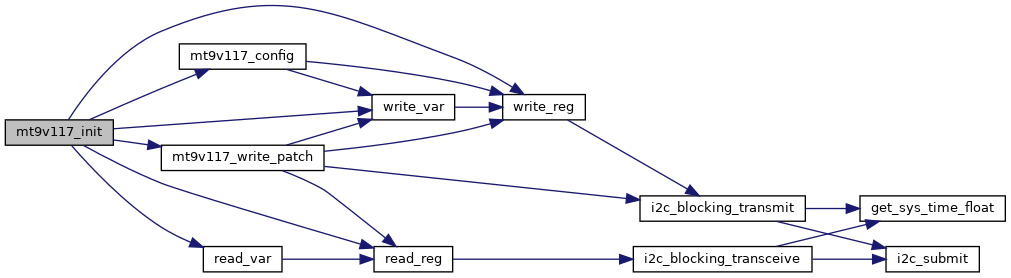 mt9v117_init
mt9v117_config
mt9v117_write_patch
read_var
write_var
read_reg
write_reg
i2c_blocking_transmit
i2c_blocking_transceive
get_sys_time_float
i2c_submit